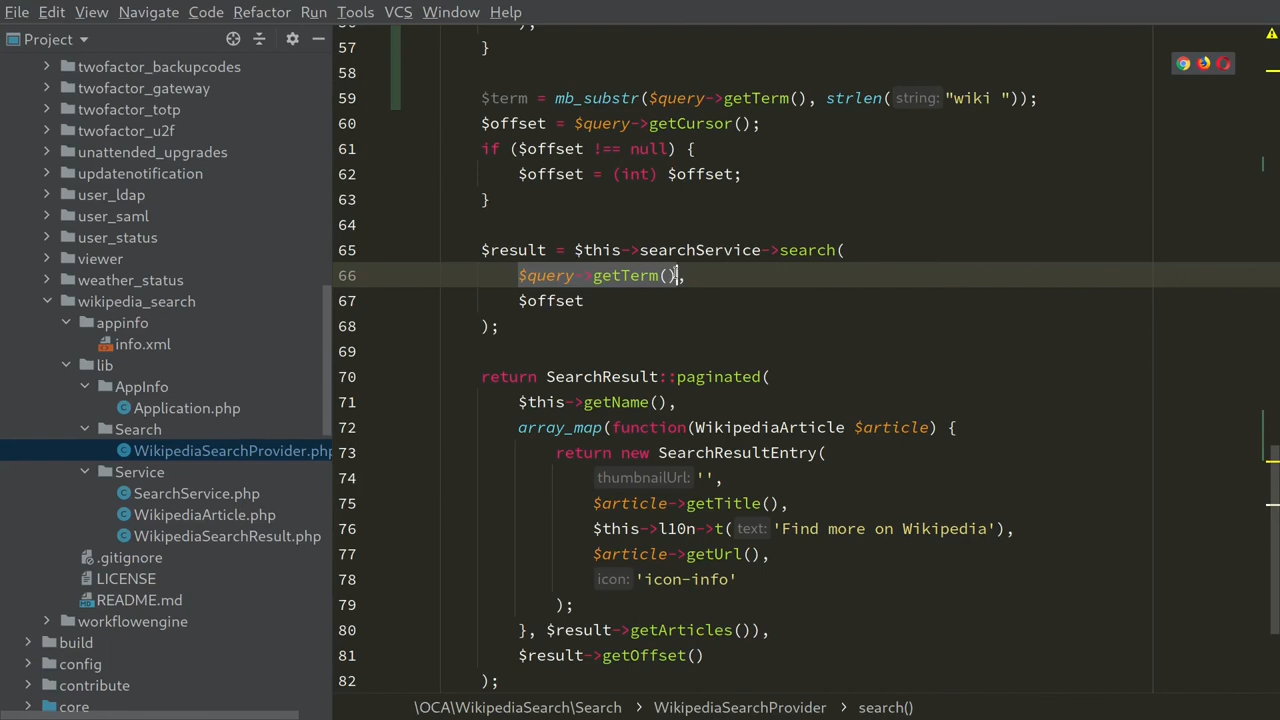 File Edit View Navigate Code Refactor Run Tools VCS Window Help
Project
twofactor_backupcodes
twofactor_gateway
twofactor_totp
twofactor_u2f
unattended_upgrades
updatenotification
user_ldap
user_saml
user_status
viewer
weather_status
wikipedia_search
appinfo
info.xml
lib
AppInfo
Application.php
Search
WikipediaSearchProvider.php
Service
SearchService.php
WikipediaArticle.php
WikipediaSearchResult.php
.gitignore
LICENSE
README.md
workflowengine
build
config
contribute
core
);
57 }
58
59 $term = mb_substr($query->getTerm(), strlen( string: "wiki "));
60 $offset = $query->getCursor();
61 if ($offset !== null) {
62 $offset = (int) $offset;
63 }
64
65 $result = $this->searchService->search(
66 $query->getTerm(),
67 $offset
68 );
69
70 return SearchResult::paginated(
71 $this->getName(),
72 array_map(function(WikipediaArticle $article) {
73 return new SearchResultEntry(
74 thumbnailUrl: '',
75 $article->getTitle(),
76 $this->l10n->t( text: 'Find more on Wikipedia'),
77 $article->getUrl(),
78 icon: 'icon-info'
79 );
80 }, $result->getArticles()),
81 $result->getOffset()
82 );
\OCA\WikipediaSearch\Search WikipediaSearchProvider search()